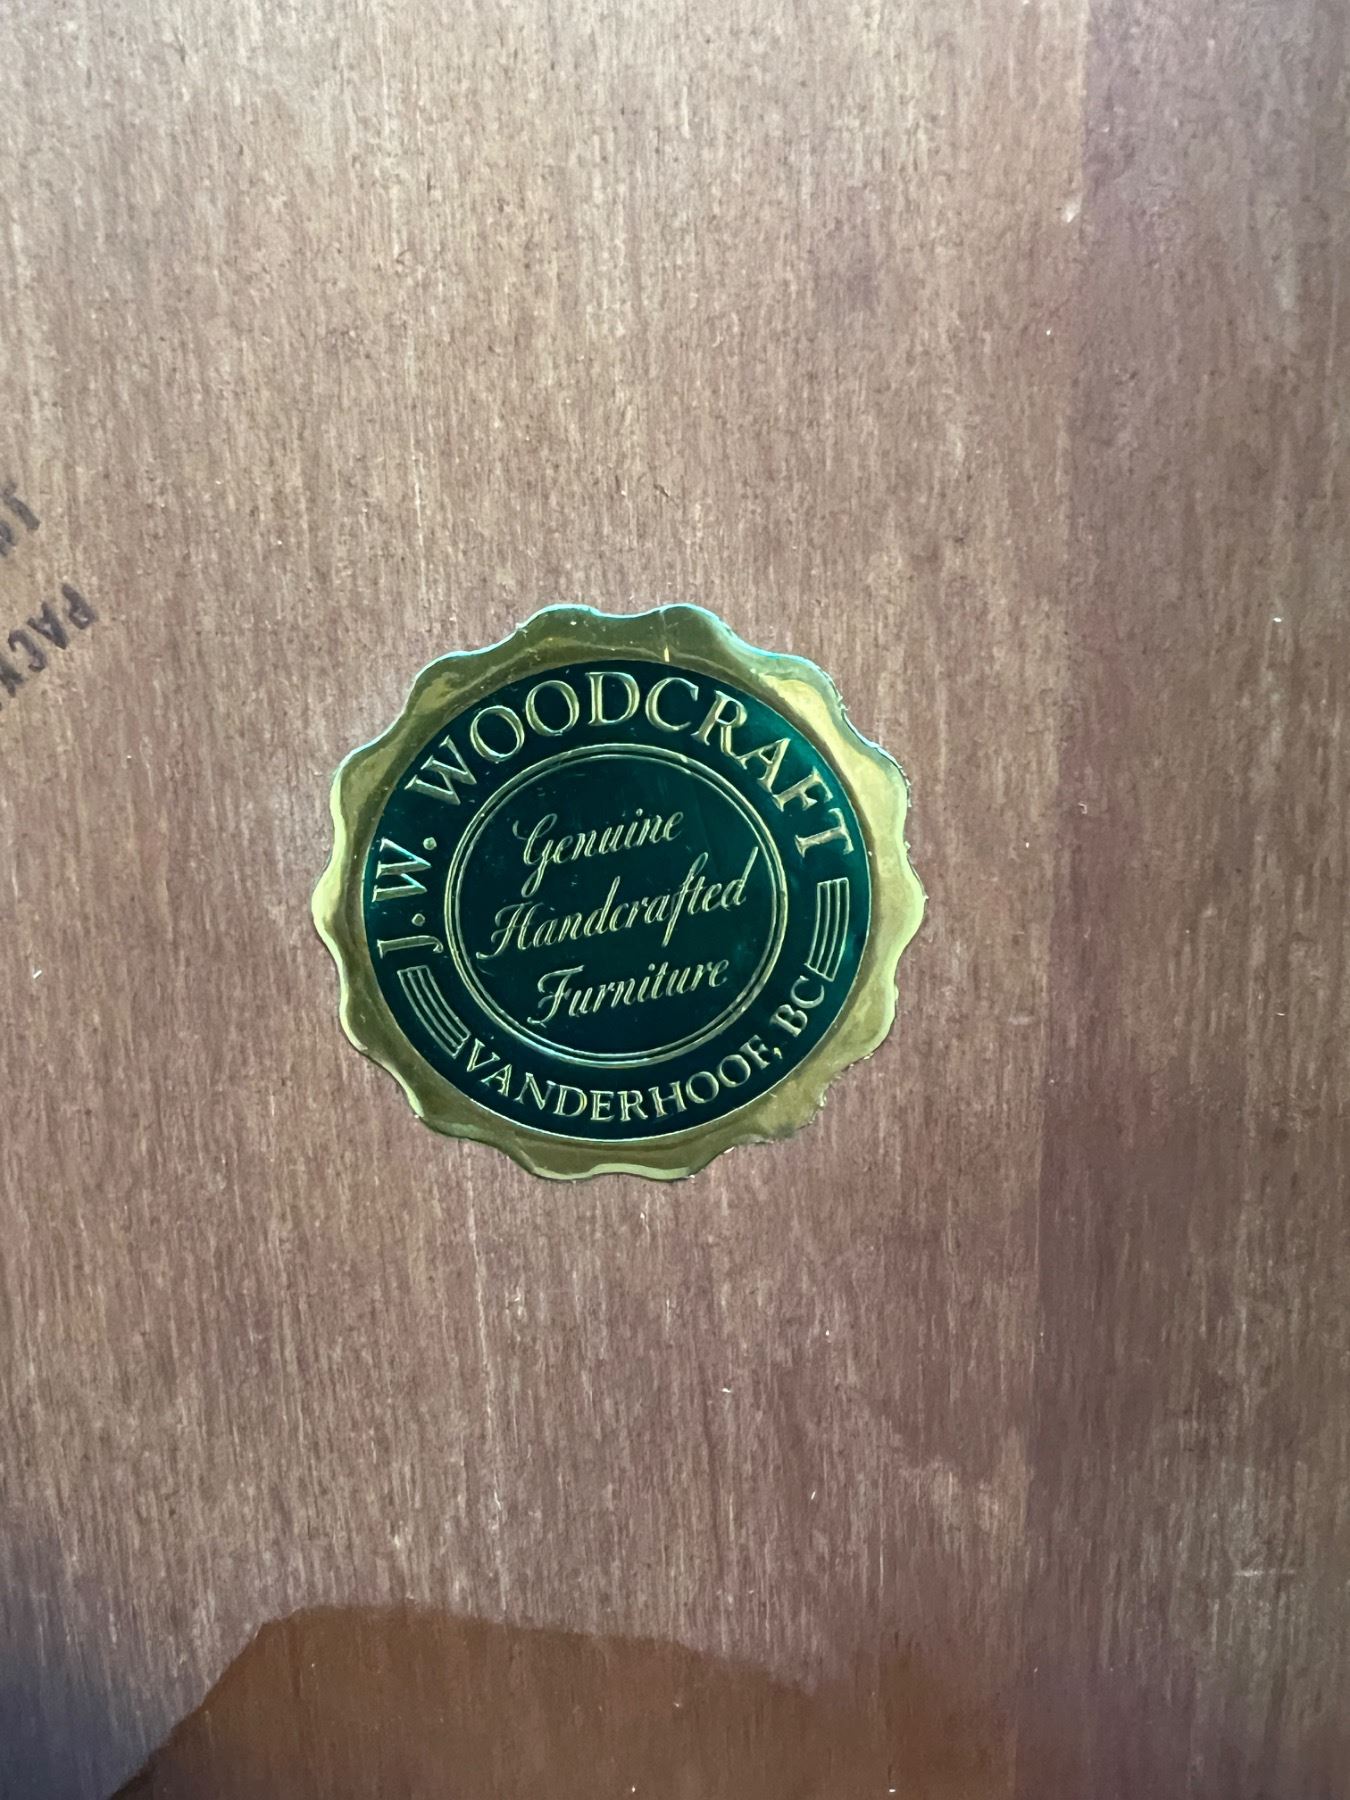 J.W. WOODCRAFT
Genuine
Handcrafted
Furniture
VANDERHOOF, BC